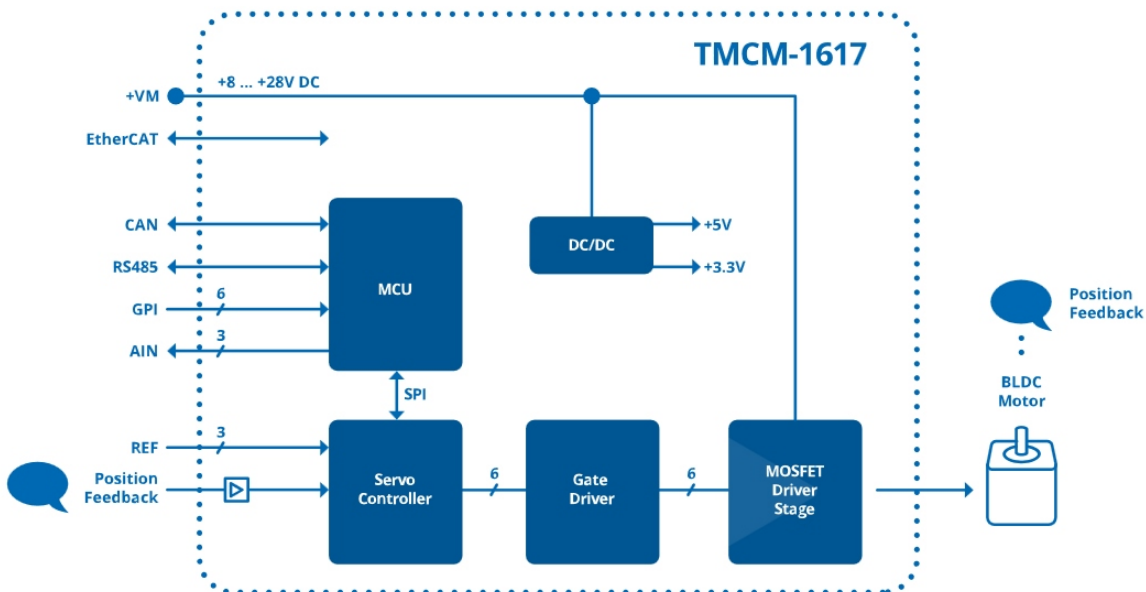 TMCM-1617
+8 ... +28V DC
+VM
EtherCAT
CAN
RS485
GPI
6
AIN
3
MCU
DC/DC
+5V
+3.3V
SPI
REF
3
Position
Feedback
Servo
Controller
6
Gate
Driver
6
MOSFET
Driver
Stage
Position
Feedback
BLDC
Motor